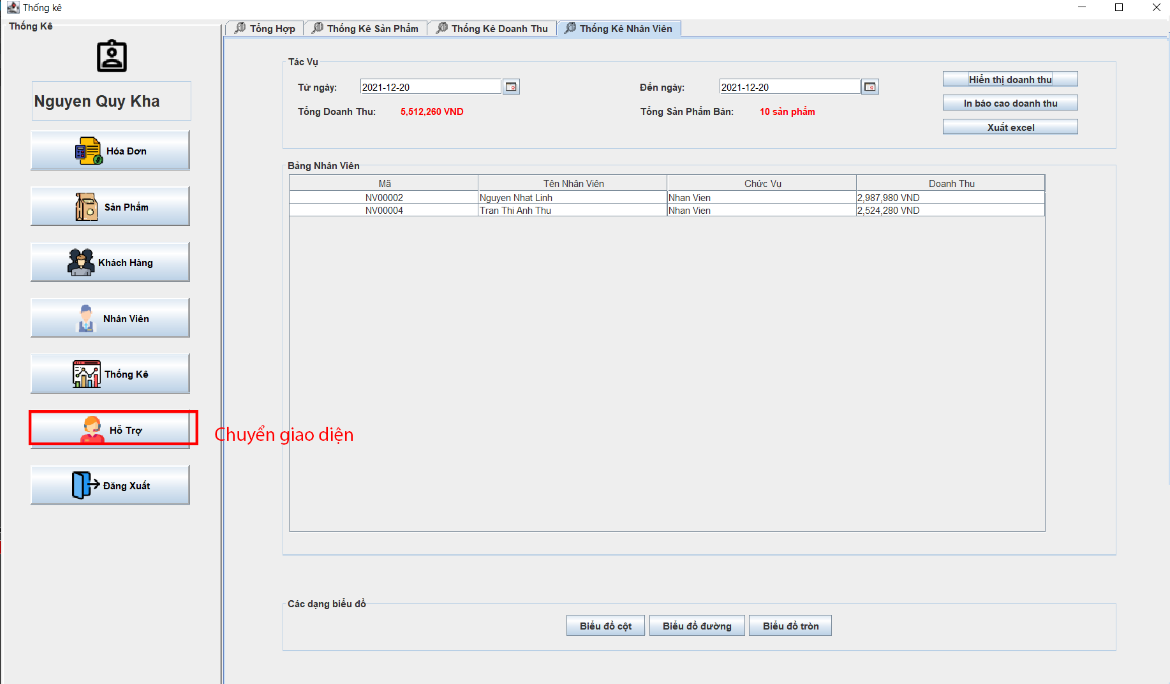 Thống kê
Thống Kê
Nguyen Quy Kha
Hóa Đơn
Sản Phẩm
Khách Hàng
Nhân Viên
Thống Kê
Hỗ Trợ
Chuyển giao diện
Đăng Xuất
Tổng Hợp
Thống Kê Sản Phẩm
Thống Kê Doanh Thu
Thống Kê Nhân Viên
Tác Vụ
Từ ngày:
2021-12-20
Đến ngày:
2021-12-20
Hiển thị doanh thu
Tổng Doanh Thu:
5,512,260 VND
Tổng Sản Phẩm Bán:
10 sản phẩm
In báo cáo doanh thu
Xuất excel
Bảng Nhân Viên
Mã Tên Nhân Viên Chức Vụ Doanh Thu
NV00002 Nguyen Nhat Linh Nhan Vien 2,987,980 VND
NV00004 Tran Thi Anh Thu Nhan Vien 2,524,280 VND
Các dạng biểu đồ
Biểu đồ cột
Biểu đồ đường
Biểu đồ tròn